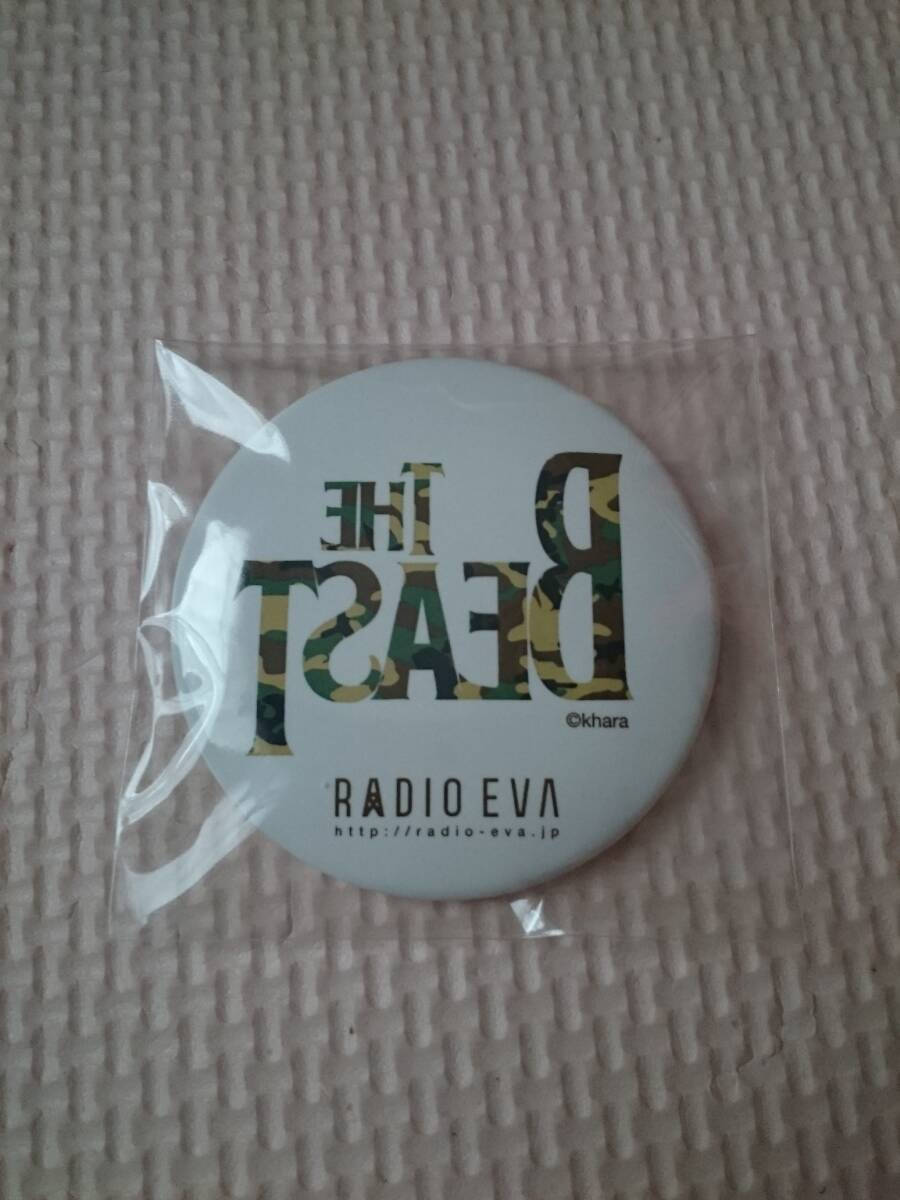 THE
BEAST
©khara
RADIO EVA
http://radio-eva.jp